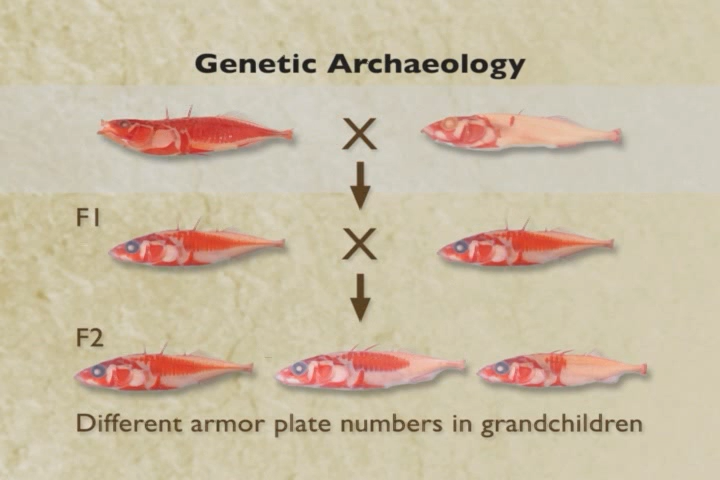 Genetic Archaeology
X
F1
X
F2
Different armor plate numbers in grandchildren